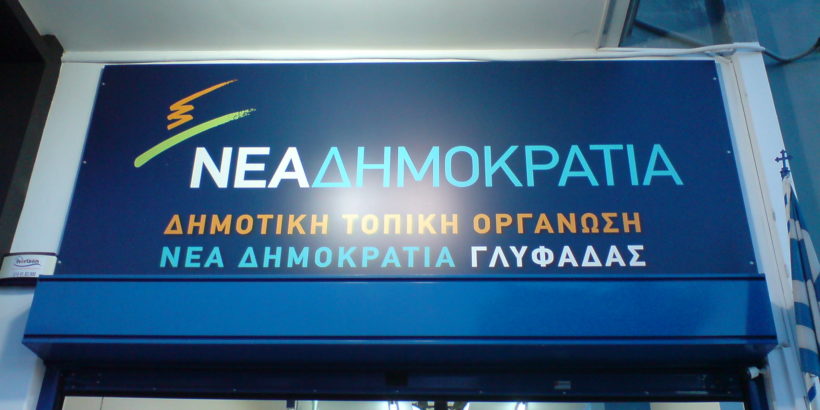 ΝΕΑΔΗΜΟΚΡΑΤΙΑ
ΔΗΜΟΤΙΚΗ ΤΟΠΙΚΗ ΟΡΓΑΝΩΣΗ
ΝΕΑ ΔΗΜΟΚΡΑΤΙΑ ΓΛΥΦΑΔΑΣ